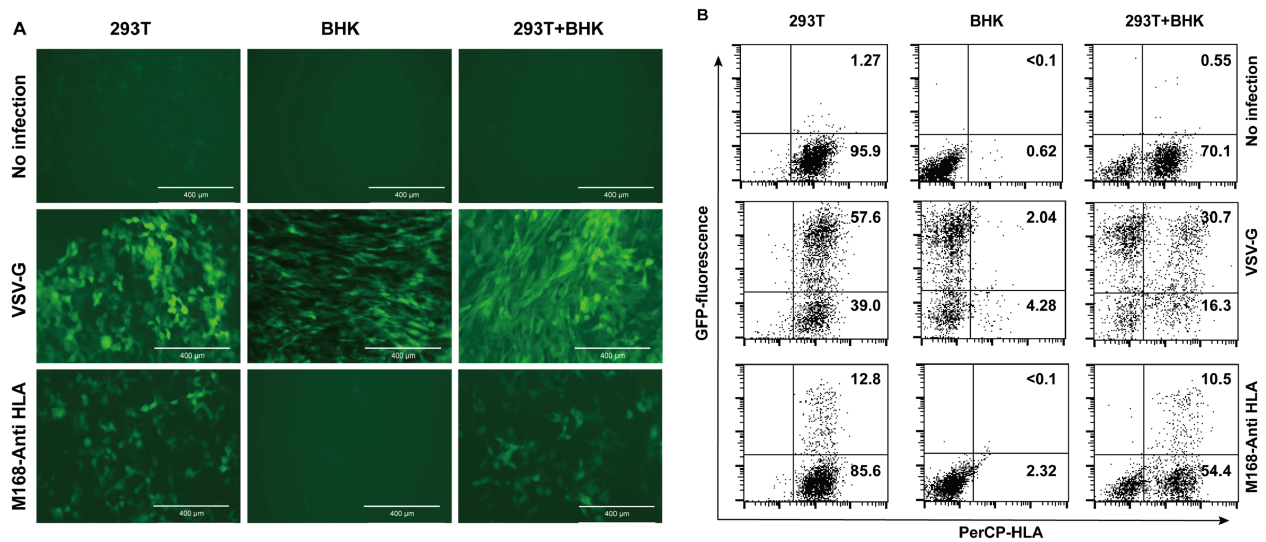 A
293T
BHK
293T+BHK
No infection
400 µm
400 µm
400 µm
VSV-G
400 µm
400 µm
400 µm
M168-Anti HLA
400 µm
400 µm
400 µm
B
293T
BHK
293T+BHK
GFP-fluorescence
1.27
95.9
<0.1
0.62
0.55
70.1
No infection
57.6
39.0
2.04
4.28
30.7
16.3
VSV-G
12.8
85.6
<0.1
2.32
10.5
54.4
M168-Anti HLA
PerCP-HLA